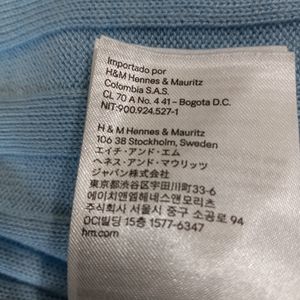 Importado por
H&M Hennes & Mauritz
Colombia S.A.S.
CL 70 A No. 4 41 – Bogota D.C.
NIT:900.924.527-1
H & M Hennes & Mauritz
106 38 Stockholm, Sweden
エイチ・アンド・エム
ヘネス・アンド・マウリッツ
ジャパン株式会社
東京都渋谷区宇田川町33-6
에이치앤엠헤네스앤모리츠
주식회사 서울시 중구 소공로 94
OCI빌딩 15층 1577-6347
hm.com